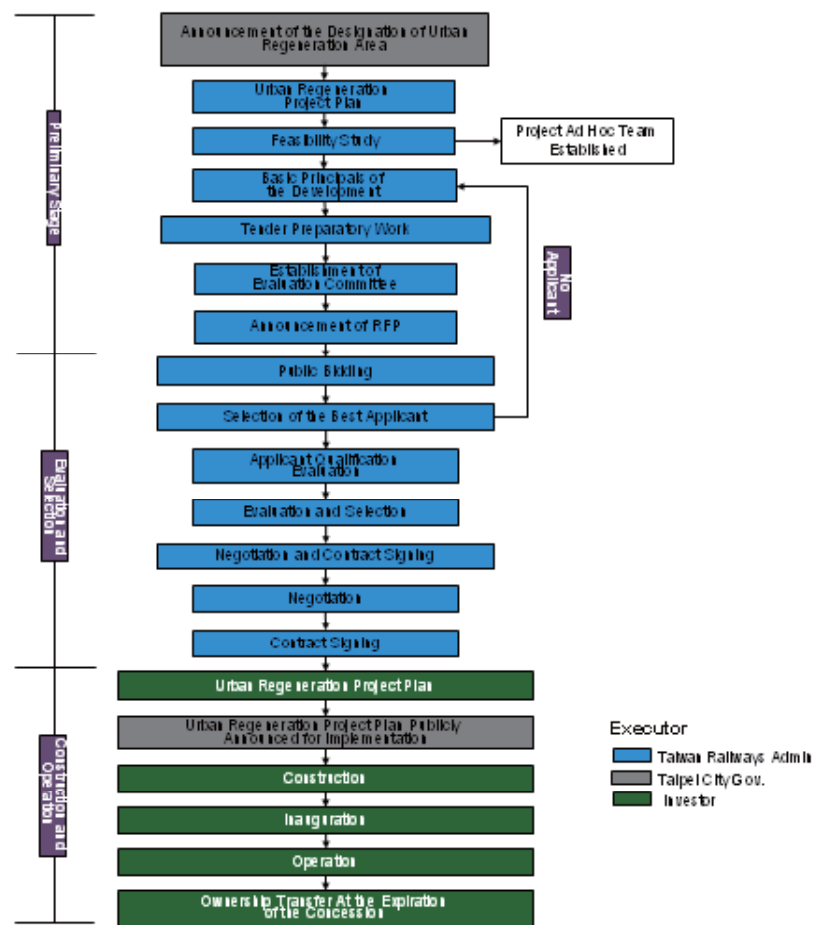 Announcement of the Designation of Urban
Regeneration Area
Urban Regeneration
Project Plan
Feasibility Study
Project Ad Hoc Team
Established
Basic Principals of
the Development
Tender Preparatory Work
Establishment of
Evaluation Committee
Announcement of RFP
Preliminary Stage
No
Applicant
Public Bidding
Selection of the Best Applicant
Applicant Qualification
Evaluation
Evaluation and Selection
Negotiation and Contract Signing
Negotiation
Contract Signing
Evaluation and
Selection
Urban Regeneration Project Plan
Urban Regeneration Project Plan Publicly
Announced for Implementation
Construction
Inauguration
Operation
Ownership Transfer At the Expiration
of the Concession
Construction and
Operation
Executor
Taiwan Railways Admin
Taipei City Gov.
Investor